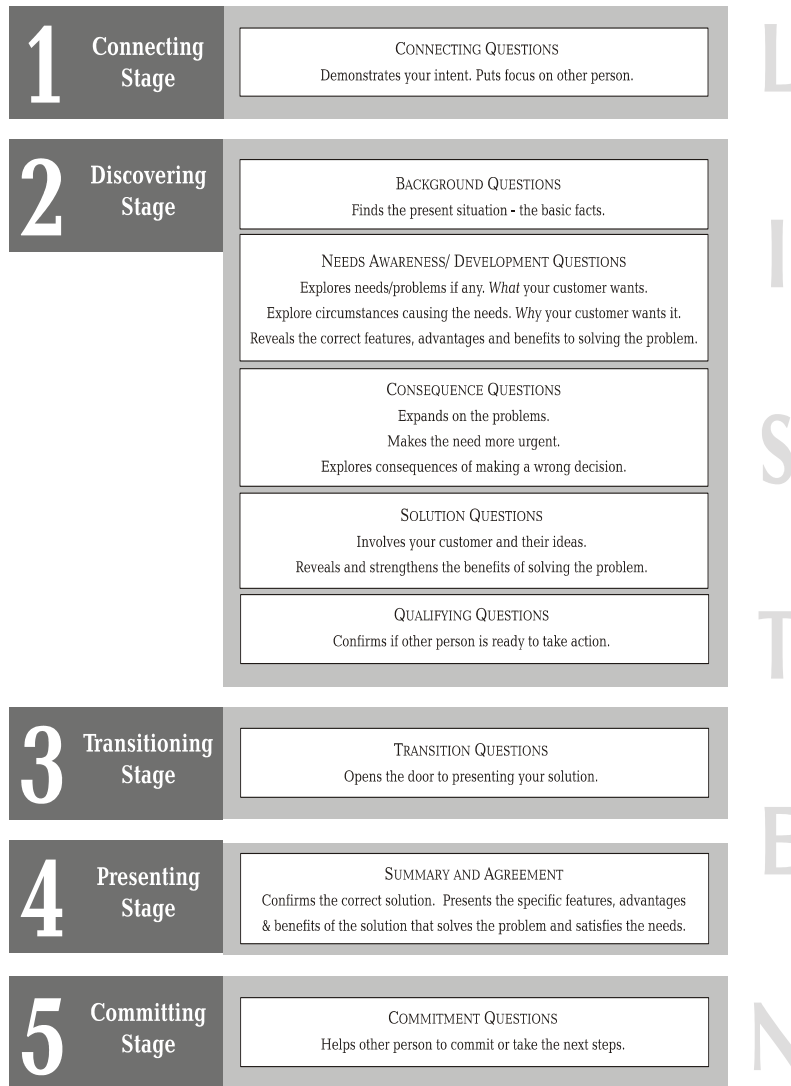 1
Connecting
Stage
CONNECTING QUESTIONS
Demonstrates your intent. Puts focus on other person.
2
Discovering
Stage
BACKGROUND QUESTIONS
Finds the present situation - the basic facts.
NEEDS AWARENESS/ DEVELOPMENT QUESTIONS
Explores needs/problems if any. What your customer wants.
Explore circumstances causing the needs. Why your customer wants it.
Reveals the correct features, advantages and benefits to solving the problem.
CONSEQUENCE QUESTIONS
Expands on the problems.
Makes the need more urgent.
Explores consequences of making a wrong decision.
SOLUTION QUESTIONS
Involves your customer and their ideas.
Reveals and strengthens the benefits of solving the problem.
QUALIFYING QUESTIONS
Confirms if other person is ready to take action.
3
Transitioning
Stage
TRANSITION QUESTIONS
Opens the door to presenting your solution.
4
Presenting
Stage
SUMMARY AND AGREEMENT
Confirms the correct solution. Presents the specific features, advantages
& benefits of the solution that solves the problem and satisfies the needs.
5
Committing
Stage
COMMITMENT QUESTIONS
Helps other person to commit or take the next steps.
L
I
S
T
E
N